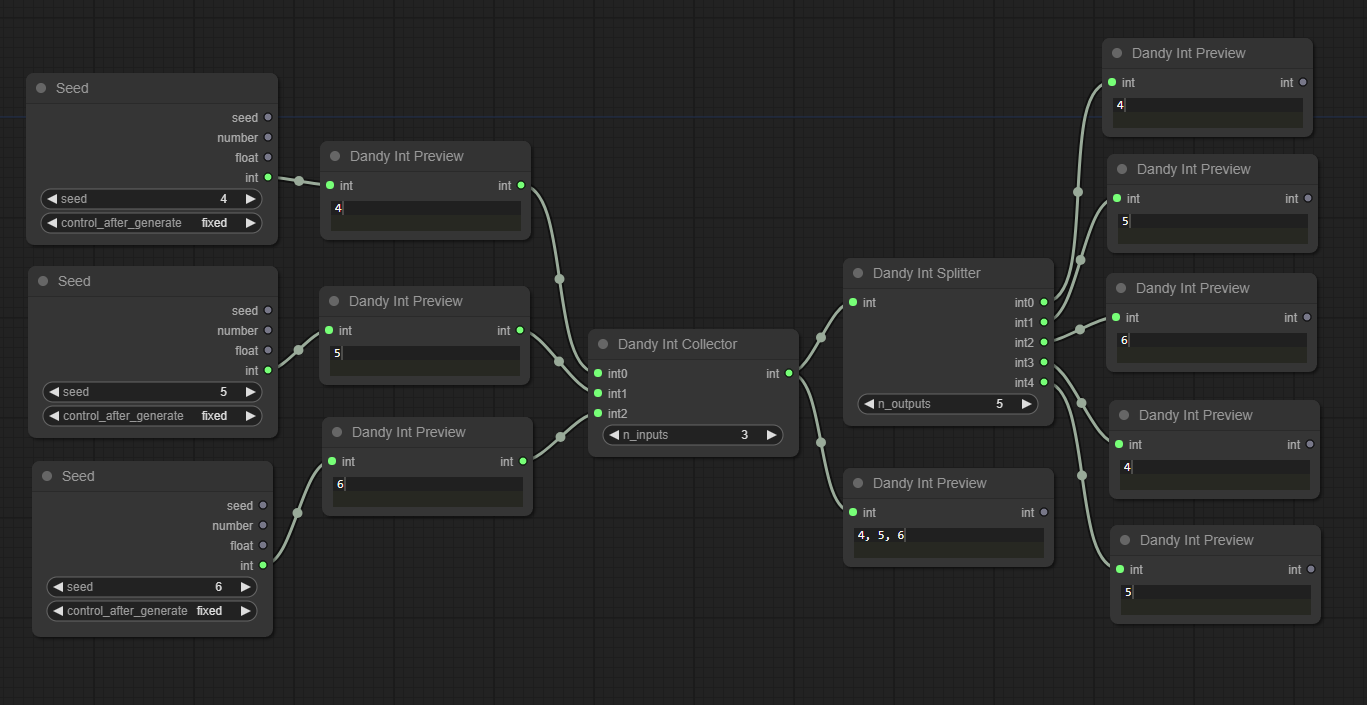 Seed
seed
number
float
int
seed 4
control_after_generate fixed
Dandy Int Preview
int int
4
Seed
seed
number
float
int
seed 5
control_after_generate fixed
Dandy Int Preview
int int
5
Seed
seed
number
float
int
seed 6
control_after_generate fixed
Dandy Int Preview
int int
6
Dandy Int Collector
int0 int
int1
int2
n_inputs 3
Dandy Int Splitter
int int0
int1
int2
int3
int4
n_outputs 5
Dandy Int Preview
int int
4, 5, 6
Dandy Int Preview
int int
4
Dandy Int Preview
int int
5
Dandy Int Preview
int int
6
Dandy Int Preview
int int
4
Dandy Int Preview
int int
5